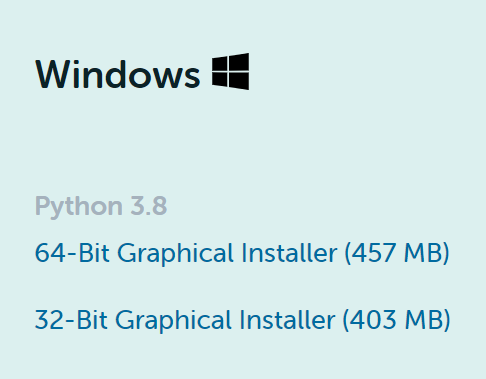 Windows
Python 3.8
64-Bit Graphical Installer (457 MB)
32-Bit Graphical Installer (403 MB)